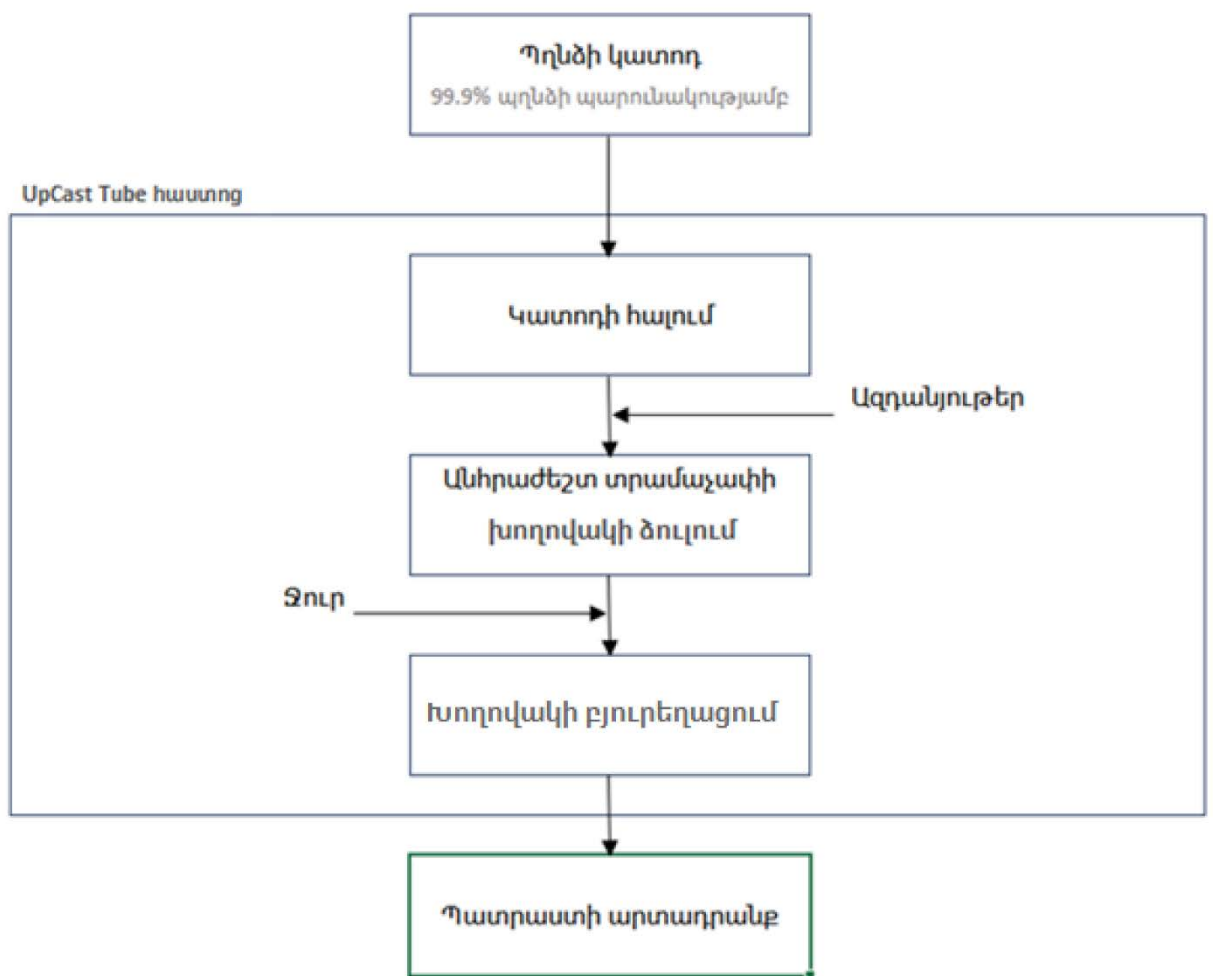 Պղնձի կատոդ
99.9% պղնձի պարունակությամբ
UpCast Tube հաստոց
Կատոդի հալում
Ազդանյութեր
Անհրաժեշտ տրամաչափի
խողովակի ձուլում
Ջուր
Խողովակի բյուրեղացում
Պատրաստի արտադրանք